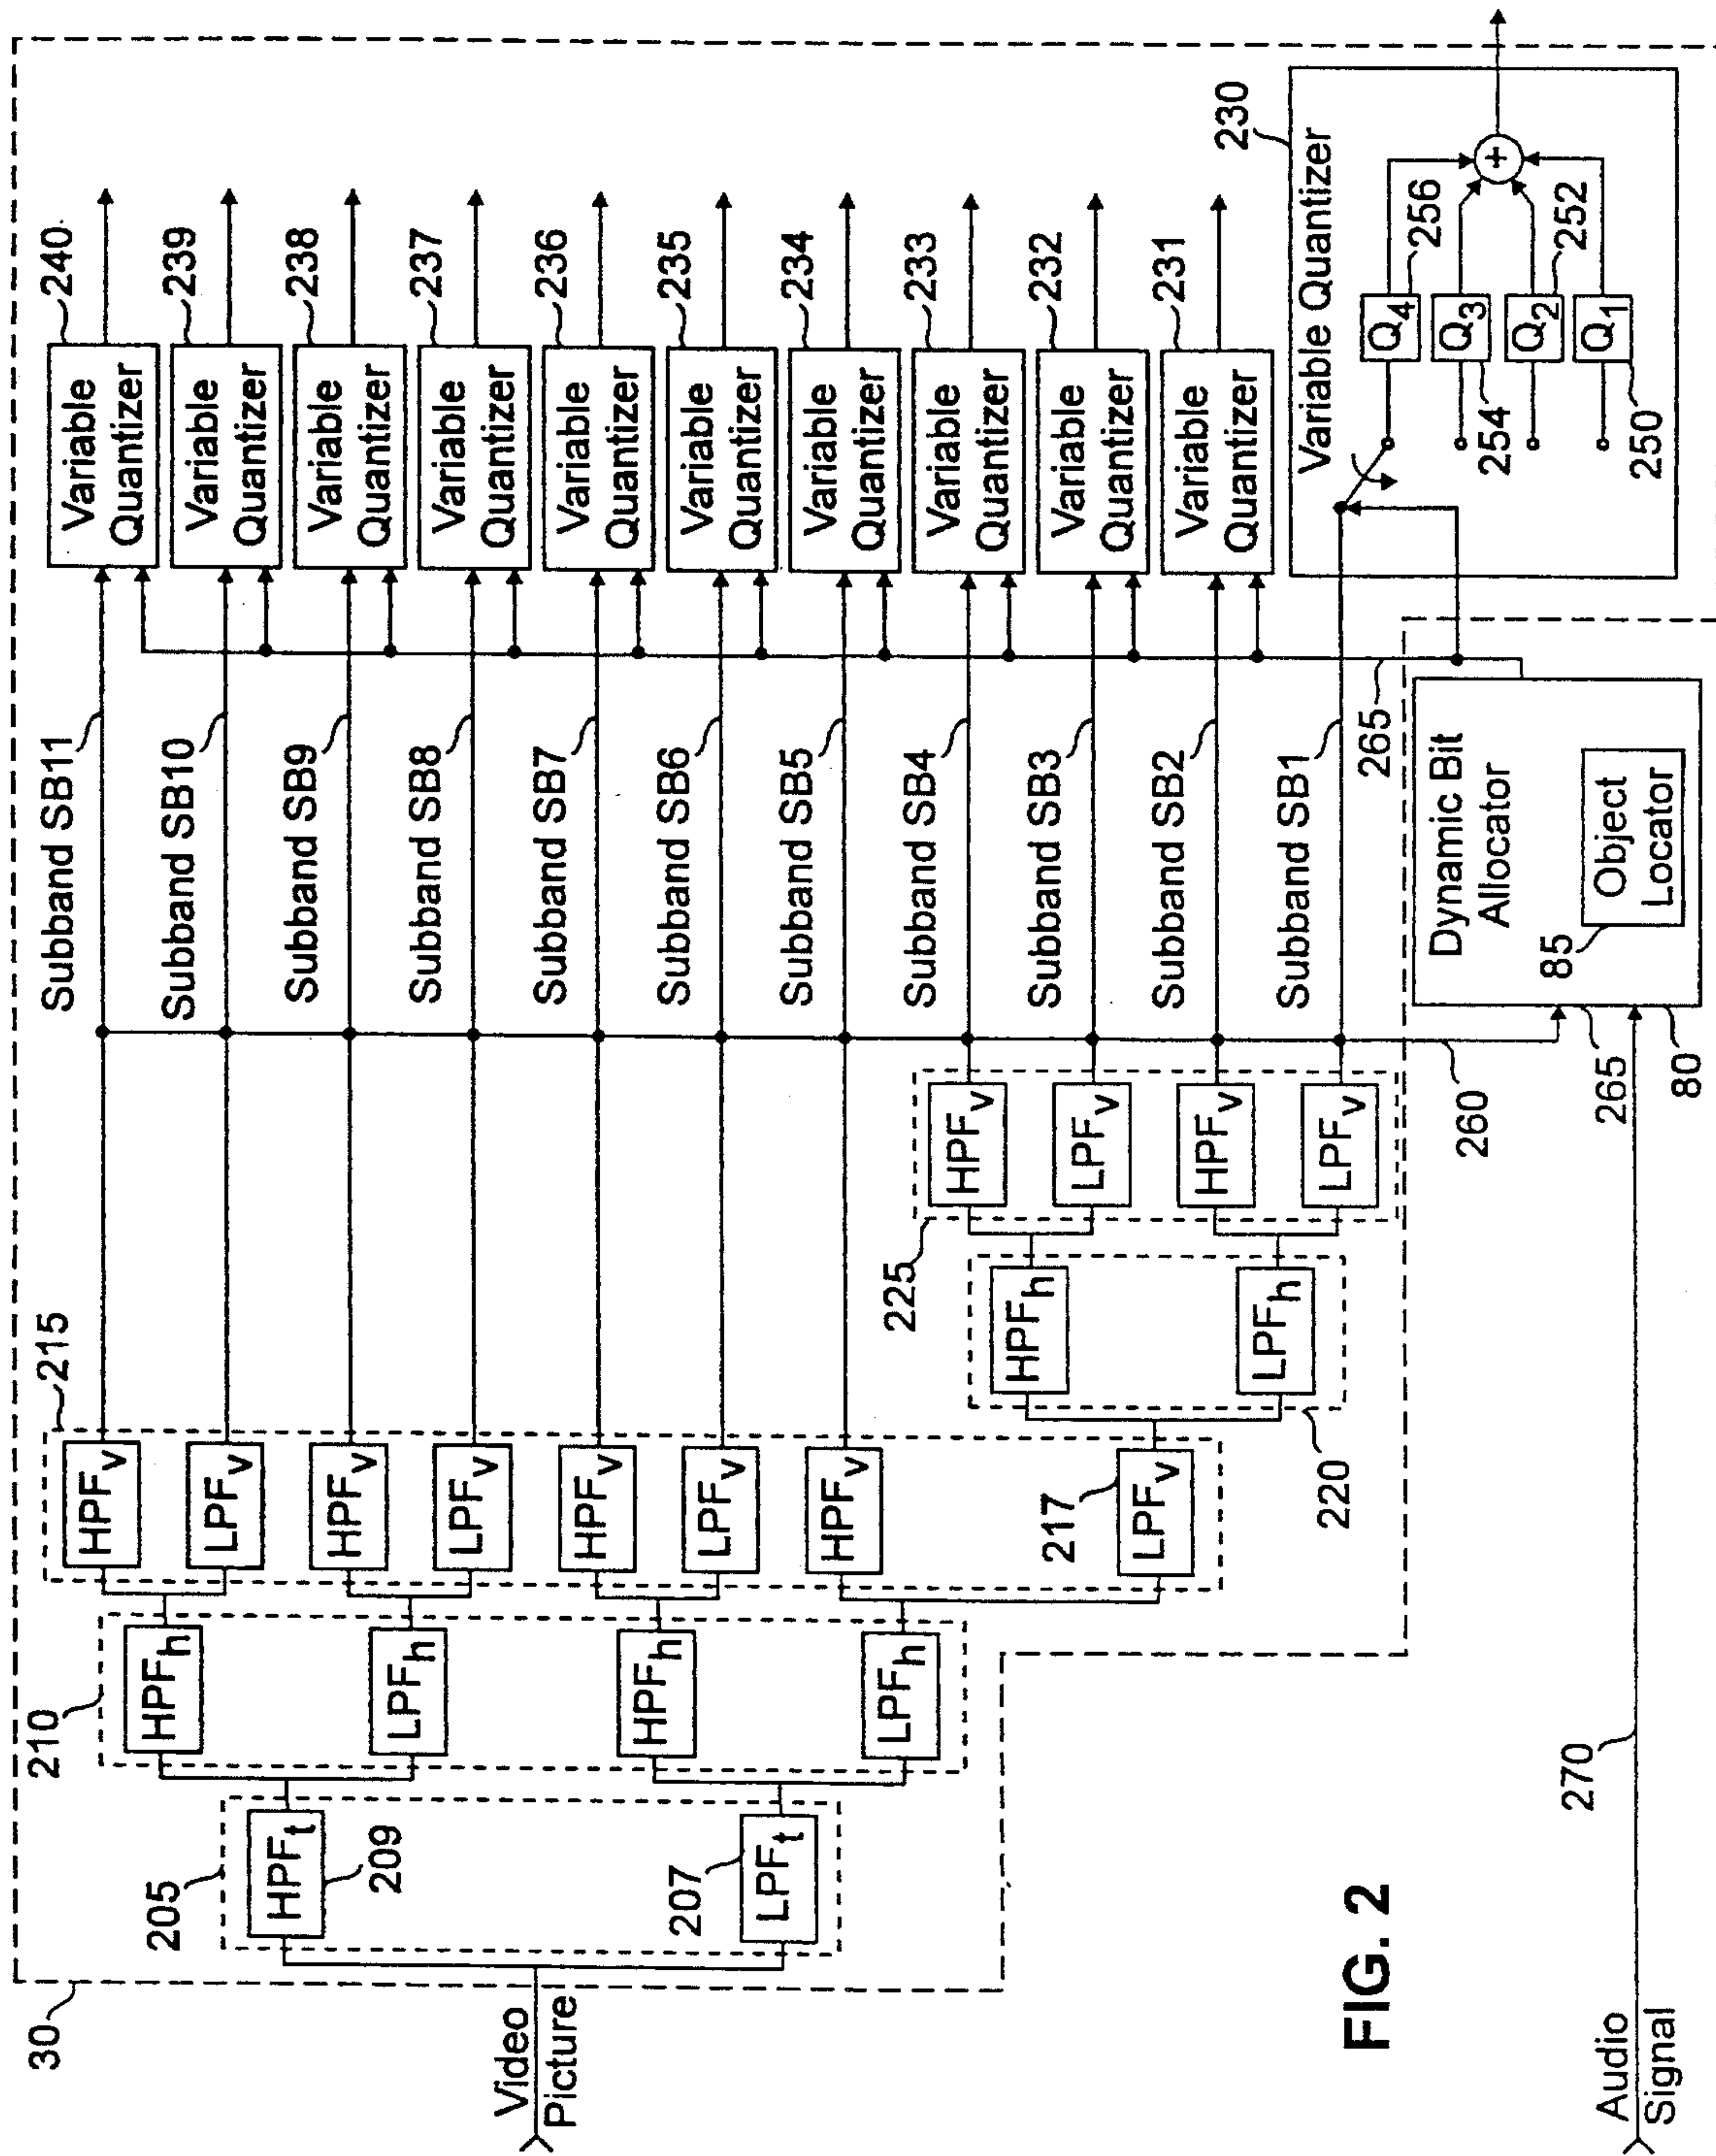 30
Video
Picture
205
HPFt
209
207
LPFt
210
HPFh
LPFh
HPFh
LPFh
215
HPFv
LPFv
HPFv
LPFv
HPFv
LPFv
HPFv
217
LPFv
220
HPFh
LPFh
225
HPFv
LPFv
HPFv
LPFv
Subband SB11
Subband SB10
Subband SB9
Subband SB8
Subband SB7
Subband SB6
Subband SB5
Subband SB4
Subband SB3
Subband SB2
Subband SB1
Variable
Quantizer
240
Variable
Quantizer
239
Variable
Quantizer
238
Variable
Quantizer
237
Variable
Quantizer
236
Variable
Quantizer
235
Variable
Quantizer
234
Variable
Quantizer
233
Variable
Quantizer
232
Variable
Quantizer
231
Variable Quantizer
230
Q4
256
Q3
254
Q2
252
Q1
250
+
265
260
Dynamic Bit
Allocator
85
Object
Locator
265
80
270
Audio
Signal
FIG. 2